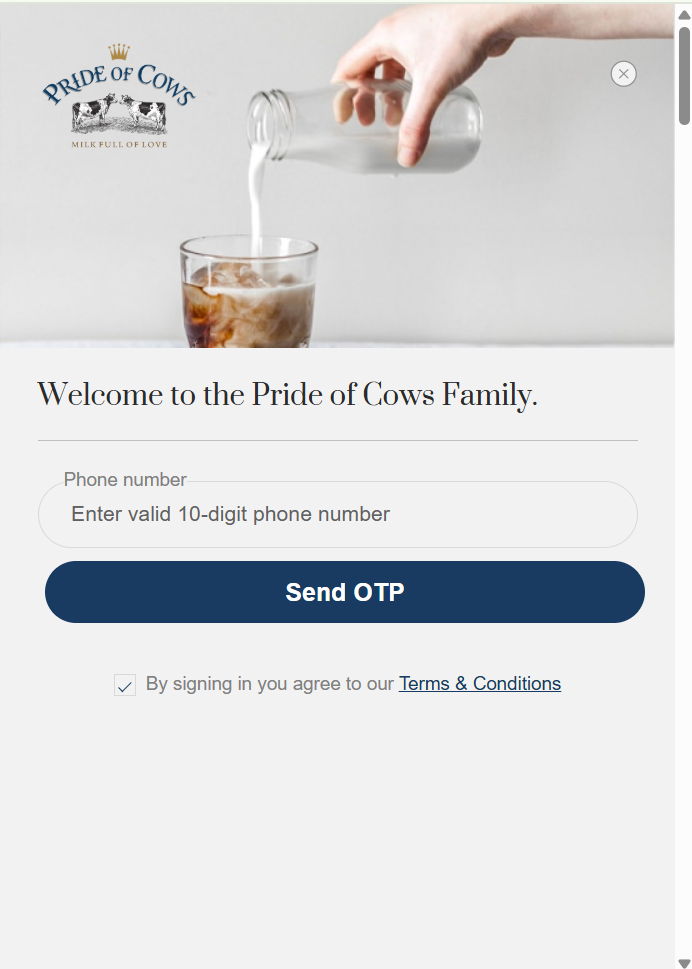 PRIDE OF COWS
MILK FULL OF LOVE
Welcome to the Pride of Cows Family.
Phone number
Enter valid 10-digit phone number
Send OTP
By signing in you agree to our Terms & Conditions